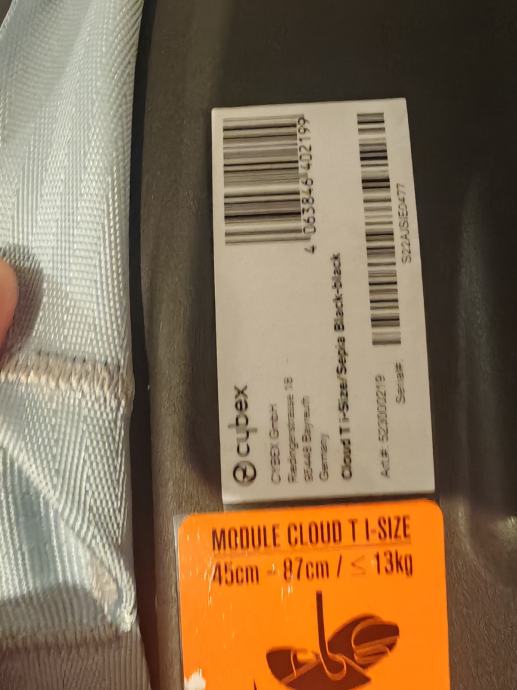 cybex
CYBEX GmbH
Riedingerstrasse 18
95448 Bayreuth
Germany
Cloud T i-Size/Sepia Black-black
Art.#: 523000219
Serial#:
S22AJSIE0477
4 063846 402199
MODULE CLOUD T I-SIZE
45cm - 87cm / ≤ 13kg